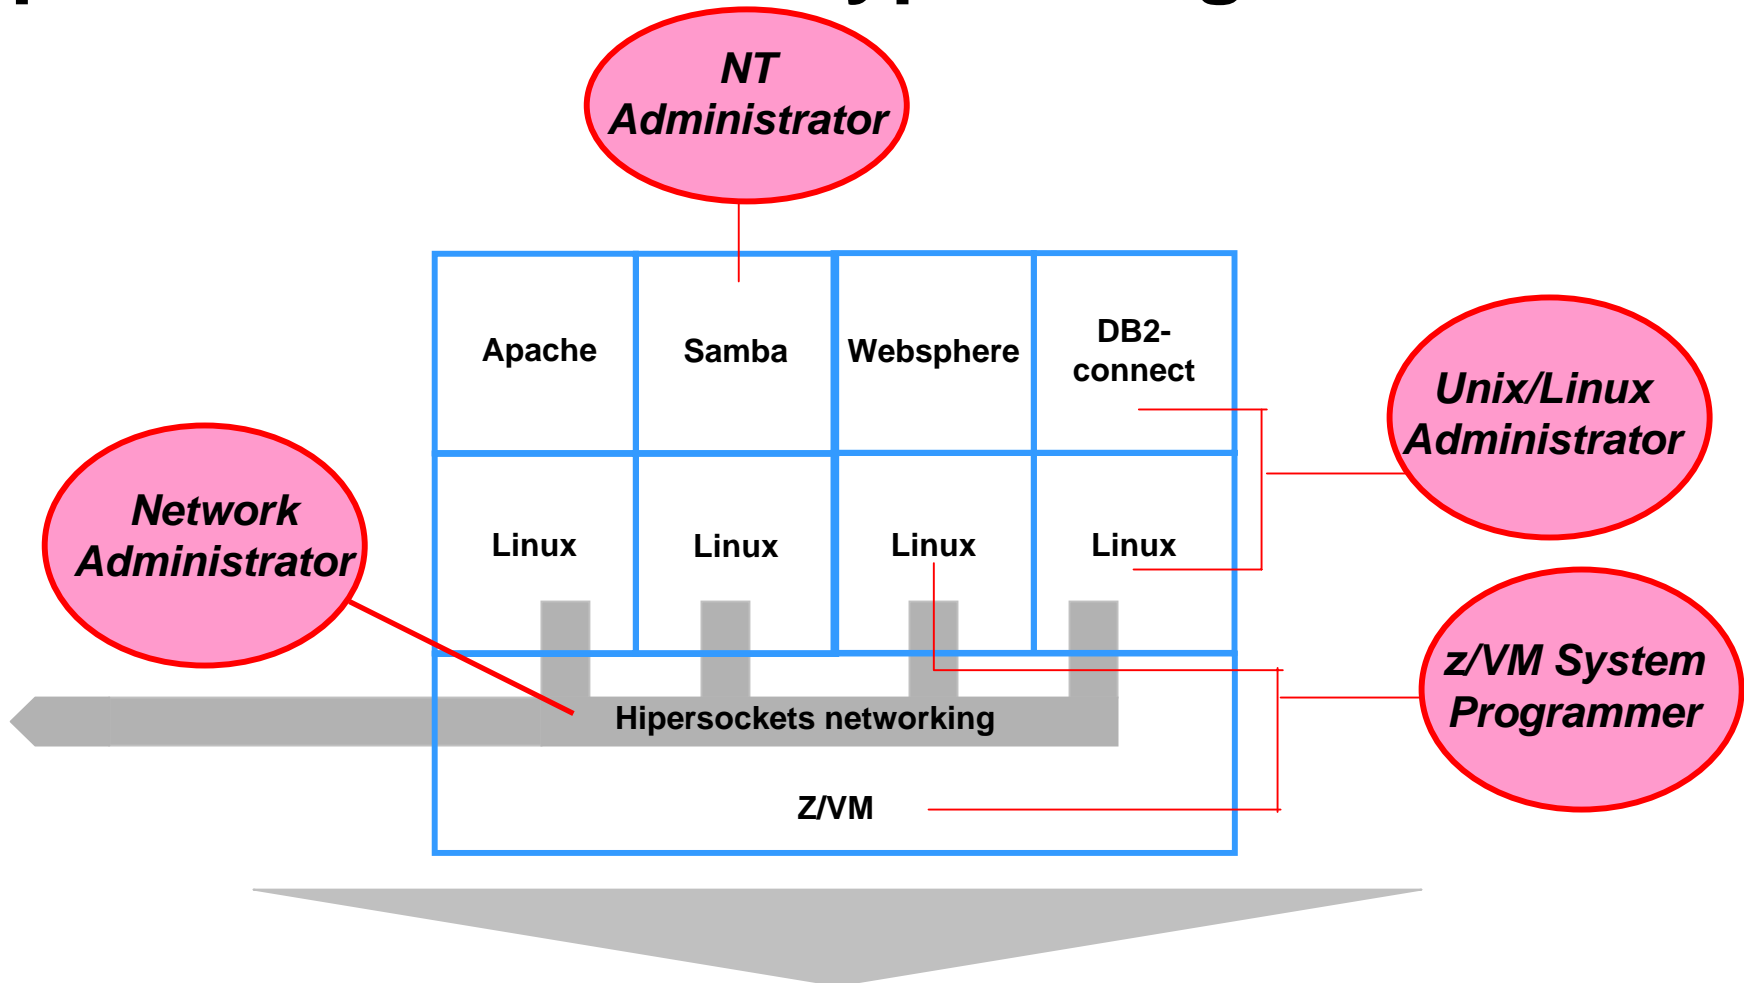 NT
Administrator
Apache
Samba
Websphere
DB2-
connect
Unix/Linux
Administrator
Network
Administrator
Linux
Linux
Linux
Linux
z/VM System
Programmer
Hipersockets networking
Z/VM